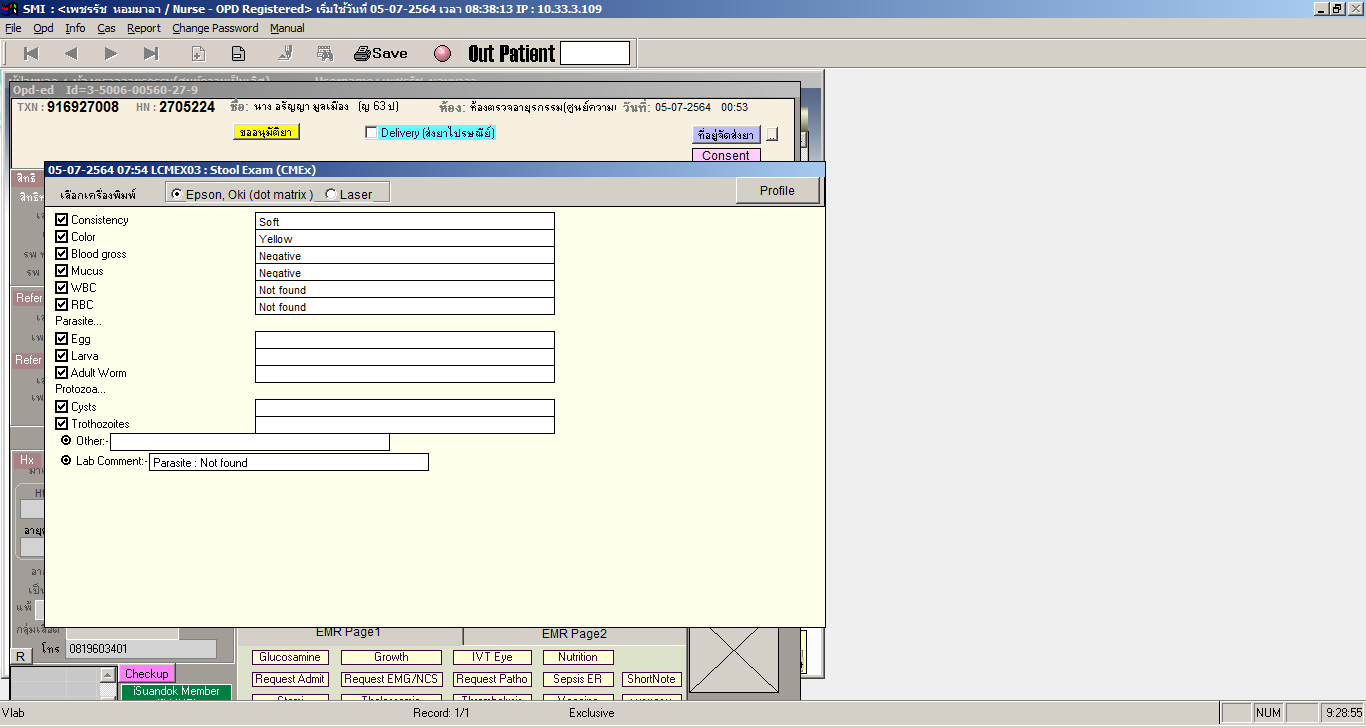 SMI : <เพชรรัช หอมมาลา / Nurse - OPD Registered> เริ่มใช้วันที่ 05-07-2564 เวลา 08:38:13 IP : 10.33.3.109
File Opd Info Cas Report Change Password Manual
Save Out Patient
Opd-ed Id=3-5006-00560-27-9
TXN : 916927008 HN : 2705224 ชื่อ: นาง อรัญญา มูลเมือง (ญ 63 ป) ห้อง: ห้องตรวจอายุรกรรม(ศูนย์ความ วันที่: 05-07-2564 00:53
ขออนุมัติยา Delivery (ส่งยาไปรษณีย์) ที่อยู่จัดส่งยา ...
Consent
05-07-2564 07:54 LCMEX03 : Stool Exam (CMEx)
สิทธิ
เลือกเครื่องพิมพ์ Epson, Oki (dot matrix ) Laser Profile
Consistency Soft
Color Yellow
Blood gross Negative
Mucus Negative
WBC Not found
RBC Not found
Refer
Parasite...
Egg
Larva
Refer
Adult Worm
Protozoa...
Cysts
Trothozoites
Other:-
Hx
Lab Comment:- Parasite : Not found
แพ้
กลุ่มเลือด
EMR Page1 EMR Page2
R โทร 0819603401
Glucosamine Growth IVT Eye Nutrition
Checkup
Request Admit Request EMG/NCS Request Patho Sepsis ER ShortNote
iSuandok Member
Vlab Record: 1/1 Exclusive NUM 9:28:55